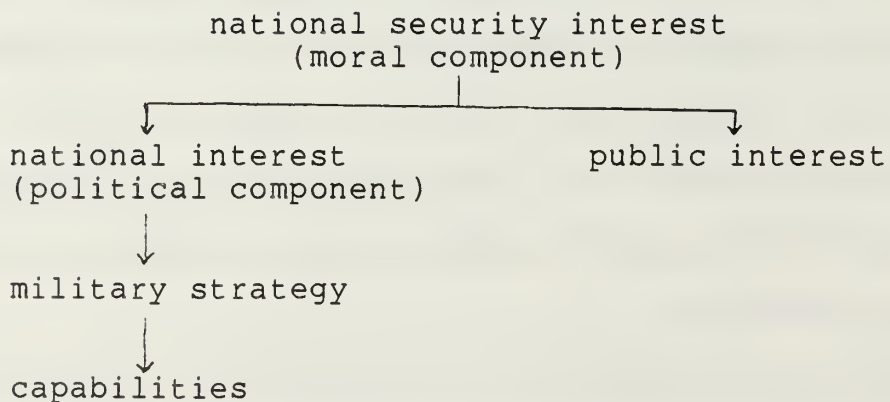 national security interest
(moral component)
national interest
public interest
(political component)
military strategy
capabilities